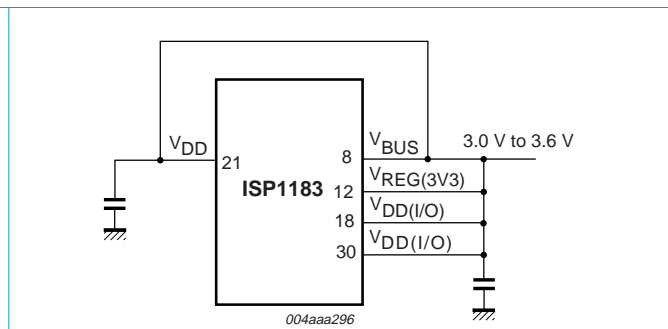 VDD
21
ISP1183
8
VBUS
3.0 V to 3.6 V
12
VREG(3V3)
18
VDD(I/O)
30
VDD(I/O)
004aaa296